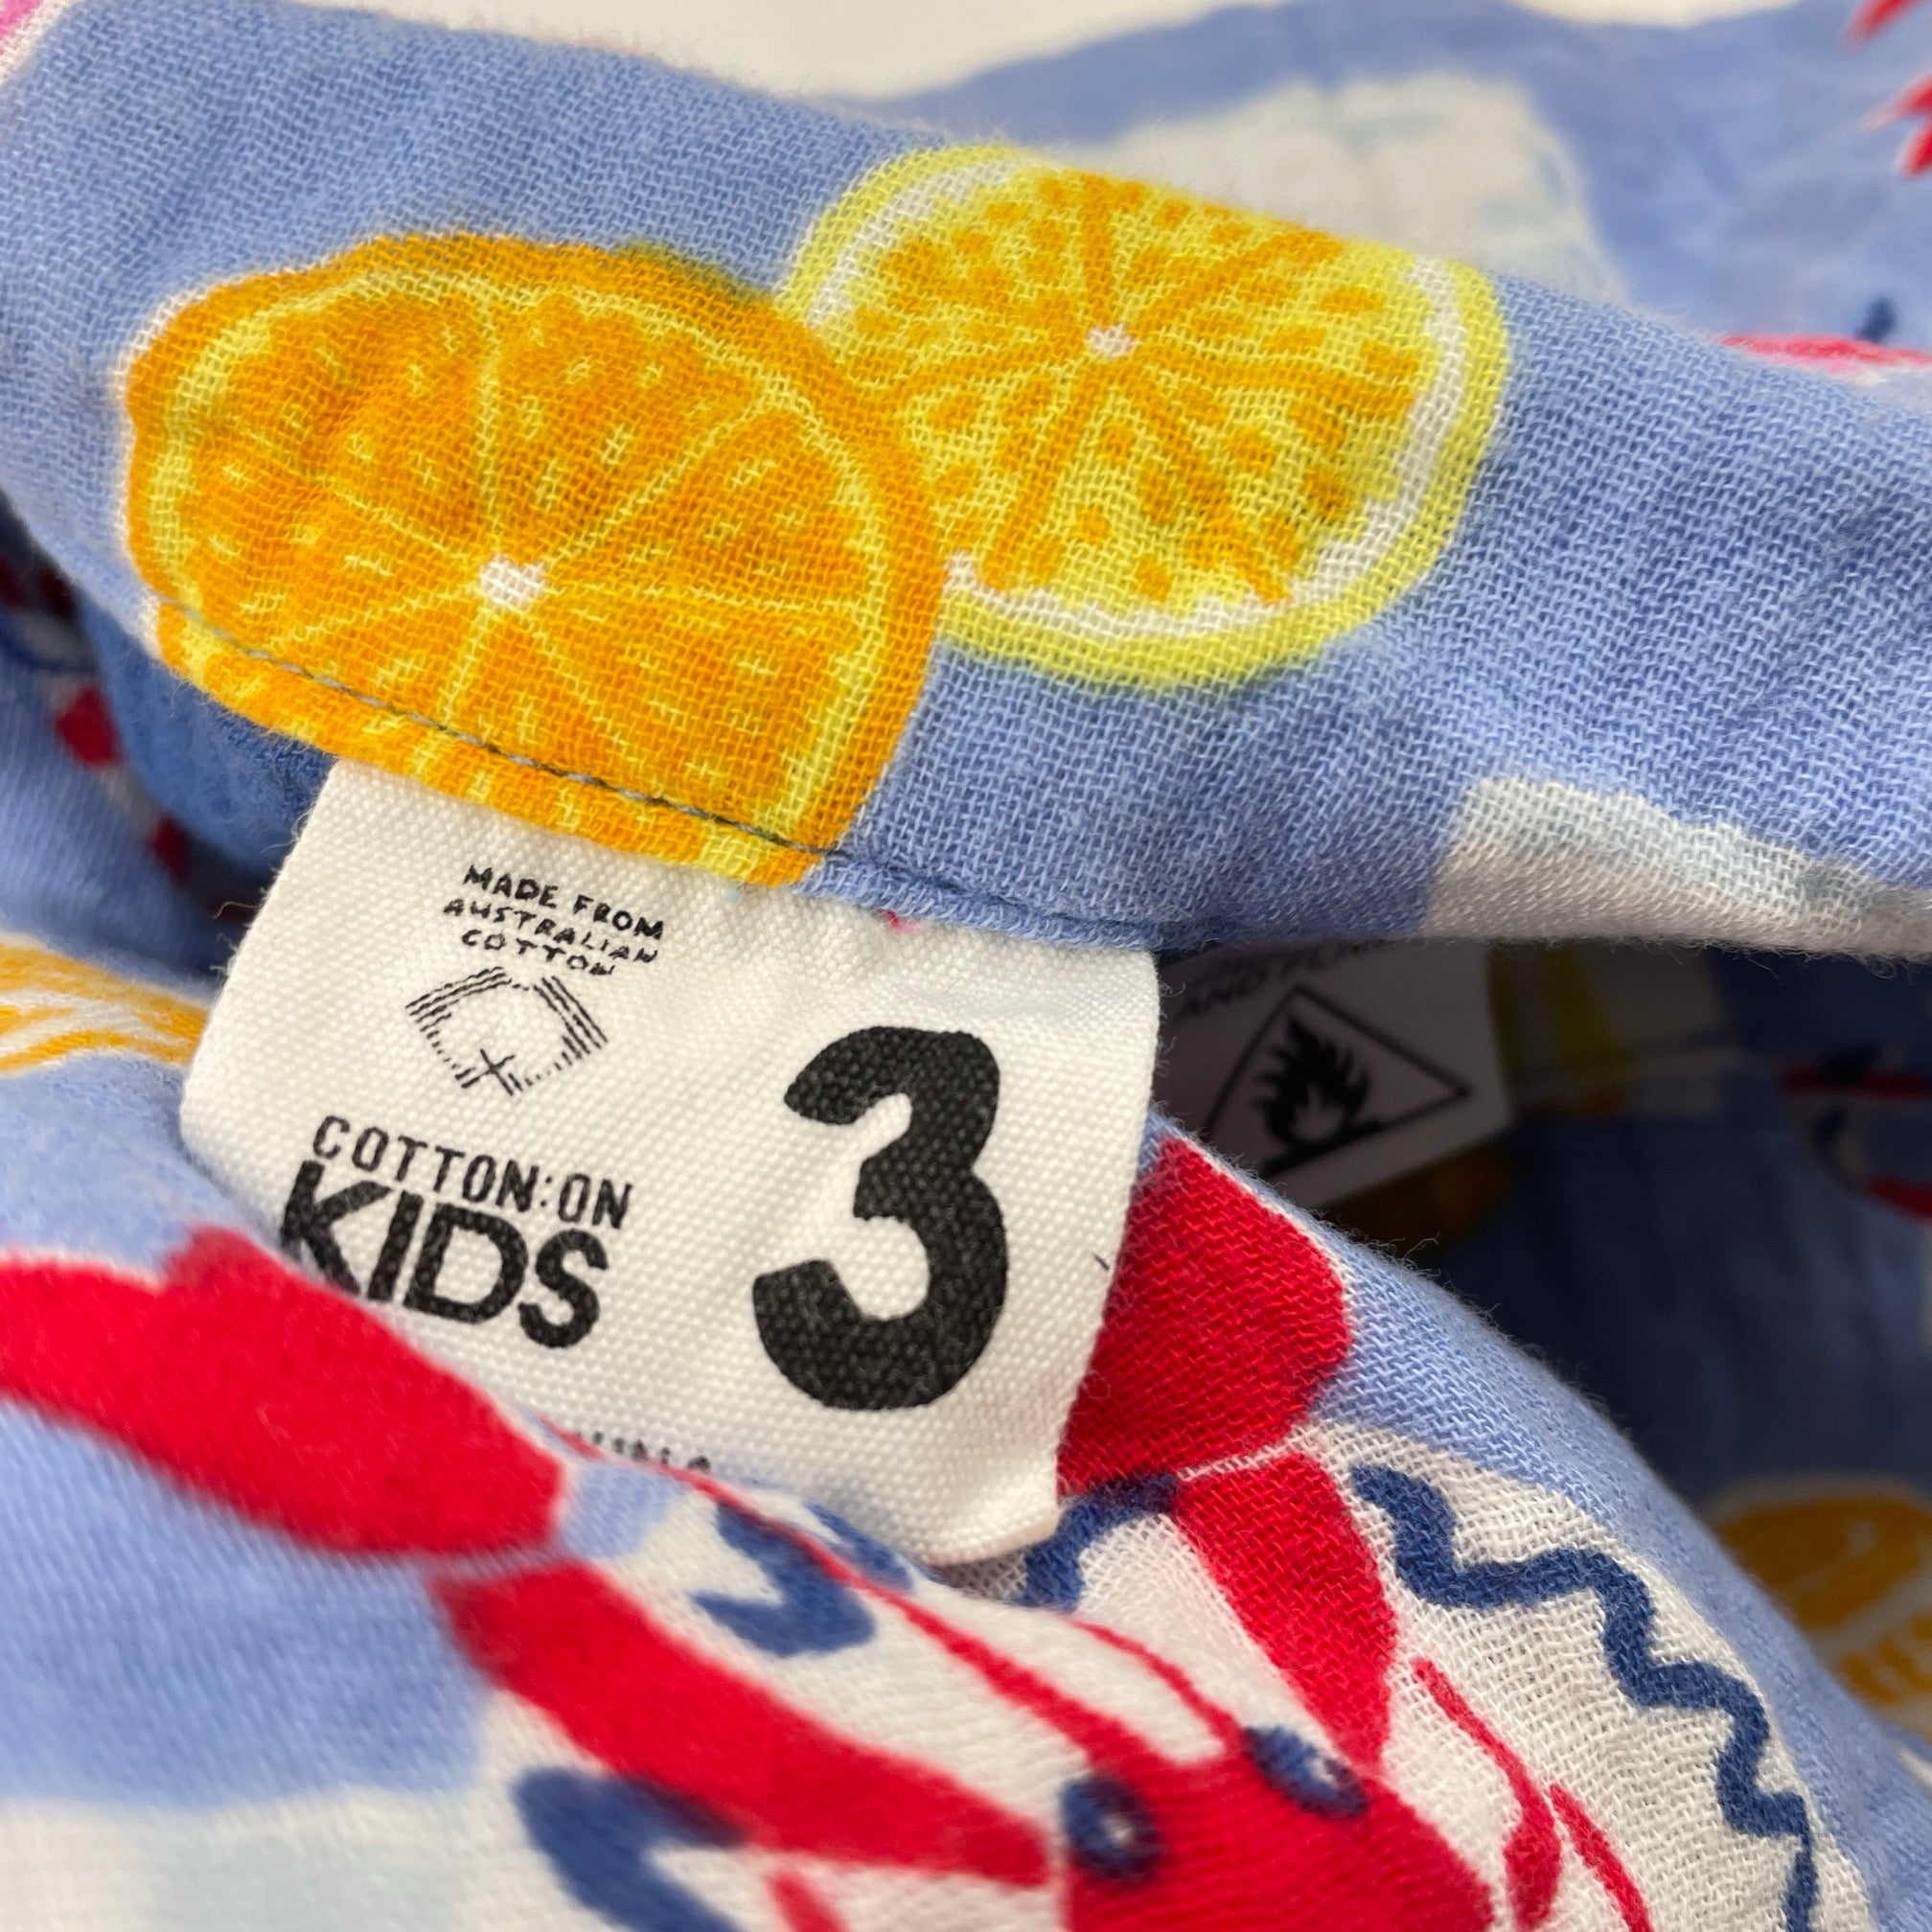 MADE FROM
AUSTRALIAN
COTTON
COTTON:ON
KIDS
3